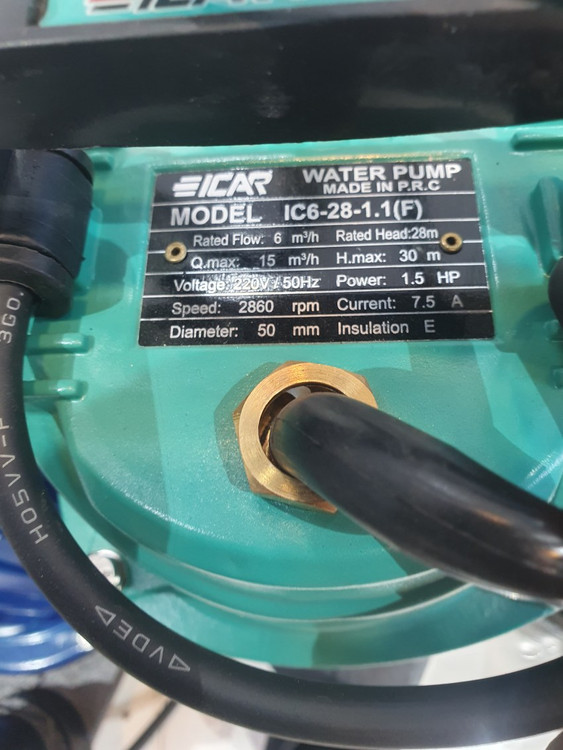 EICAR WATER PUMP
MADE IN P.R.C
MODEL IC6-28-1.1(F)
Rated Flow: 6 m³/h Rated Head:28m
Q.max: 15 m³/h H.max: 30 m
Voltage: 220V / 50Hz Power: 1.5 HP
Speed: 2860 rpm Current: 7.5 A
Diameter: 50 mm Insulation E
H05VV-F 3G0.
◁VDE▷